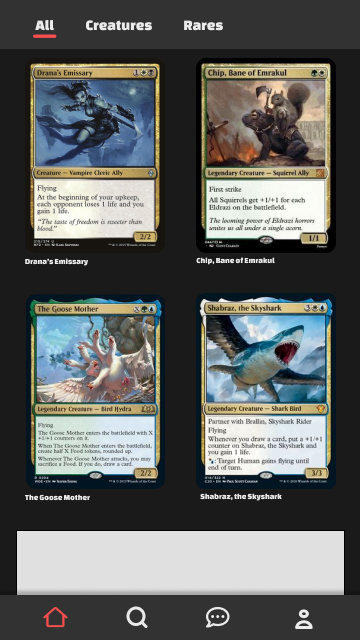 All Creatures Rares
Drana's Emissary 1
Creature — Vampire Cleric Ally
Flying
At the beginning of your upkeep,
each opponent loses 1 life and you
gain 1 life.
"The taste of freedom is sweeter than
blood."
2/2
Drana's Emissary
Chip, Bane of Emrakul
Legendary Creature — Squirrel Ally
First strike
All Squirrels get +1/+1 for each
Eldrazi on the battlefield.
The looming power of Eldrazi horrors
unites us all under a single acorn.
1/1
Chip, Bane of Emrakul
The Goose Mother X
Legendary Creature — Bird Hydra
Flying
The Goose Mother enters the battlefield with X
+1/+1 counters on it.
When The Goose Mother enters the battlefield,
create half X Food tokens, rounded up.
Whenever The Goose Mother attacks, you may
sacrifice a Food. If you do, draw a card.
2/2
The Goose Mother
Shabraz, the Skyshark 3
Legendary Creature — Shark Bird
Partner with Brallin, Skyshark Rider
Flying
Whenever you draw a card, put a +1/+1
counter on Shabraz, the Skyshark and
you gain 1 life.
: Target Human gains flying until
end of turn.
3/3
Shabraz, the Skyshark